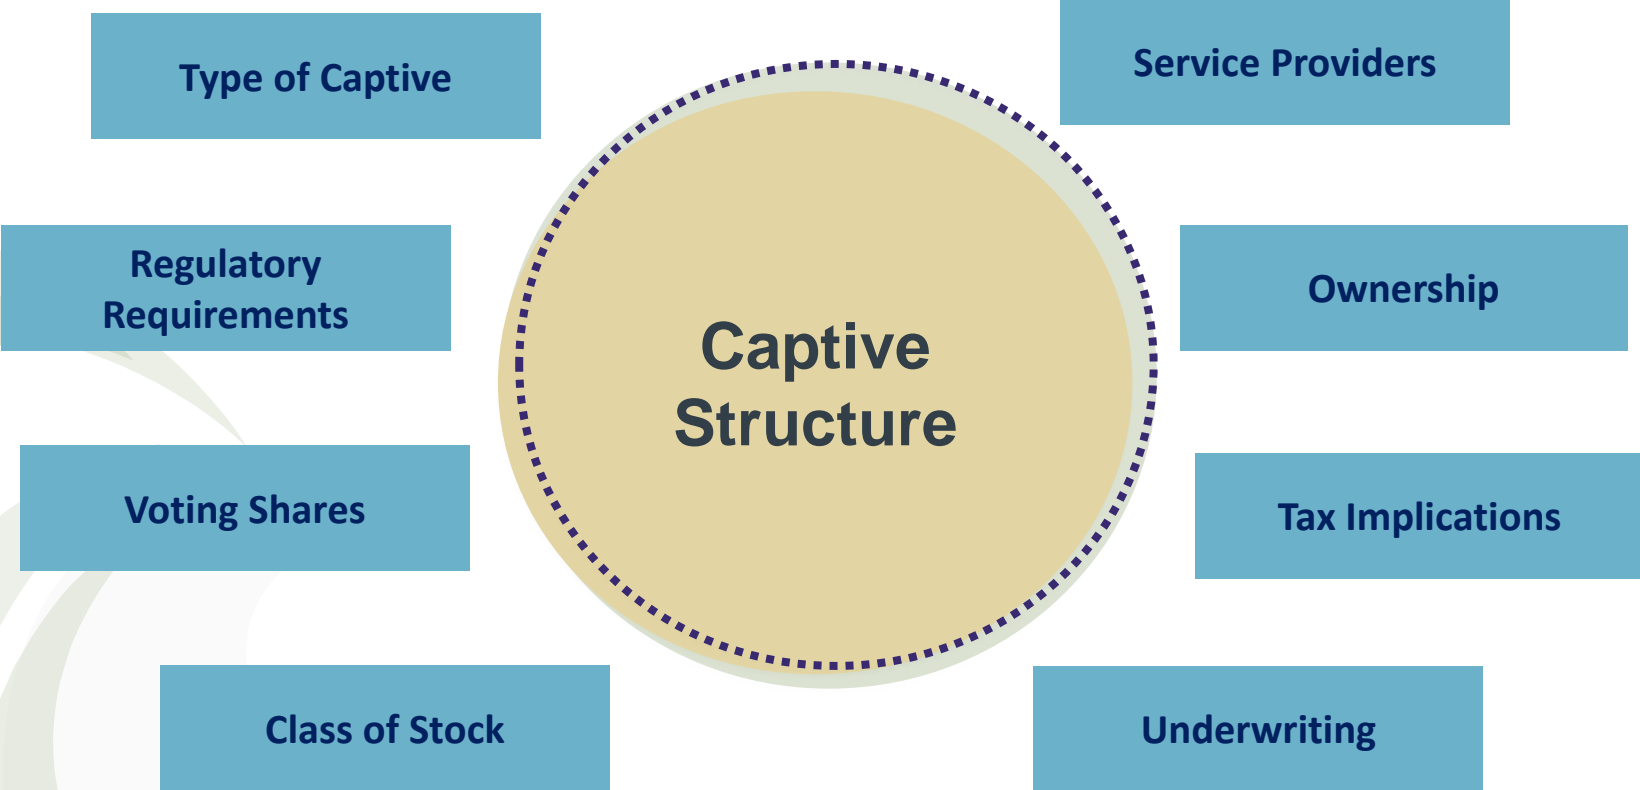 Type of Captive
Service Providers
Regulatory
Requirements
Ownership
Captive
Structure
Voting Shares
Tax Implications
Class of Stock
Underwriting